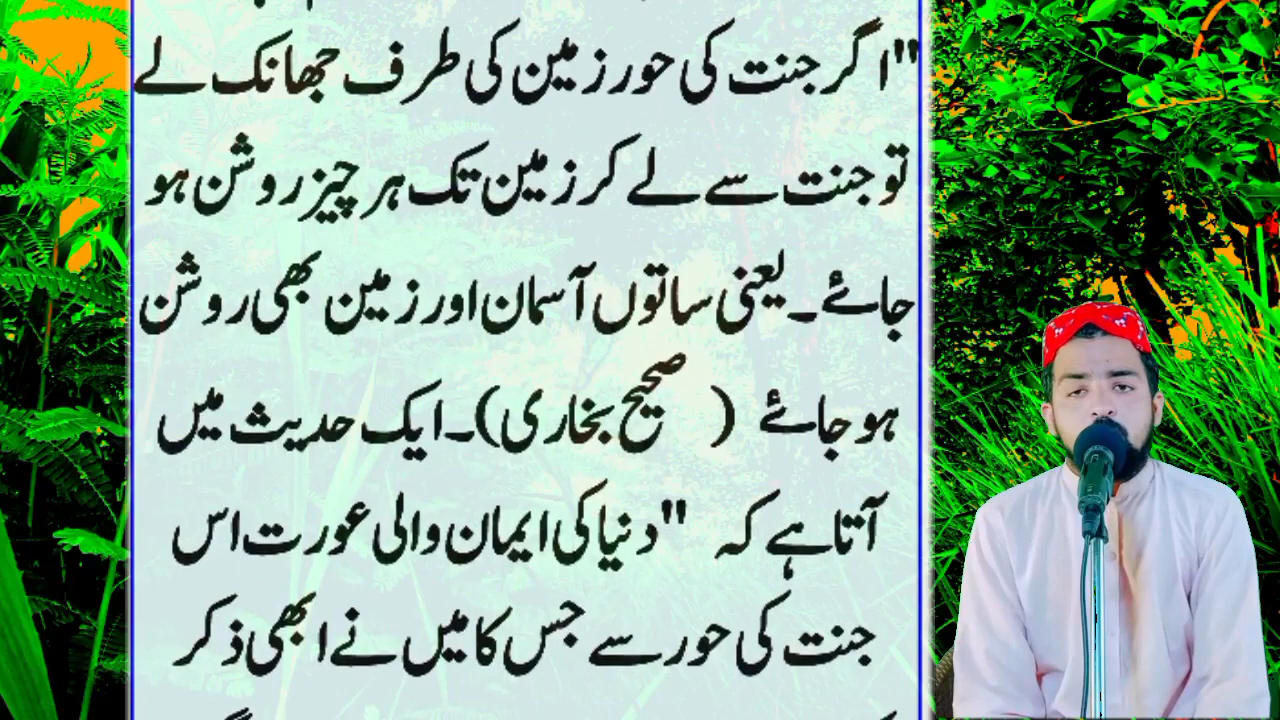 "اگر جنت کی حور زمین کی طرف جھانک لے
تو جنت سے لے کر زمین تک ہر چیز روشن ہو
جائے۔ یعنی ساتوں آسمان اور زمین بھی روشن
ہو جائے (صحیح بخاری)۔ ایک حدیث میں
آتا ہے کہ "دنیا کی ایمان والی عورت اس
جنت کی حور سے جس کا میں نے ابھی ذکر